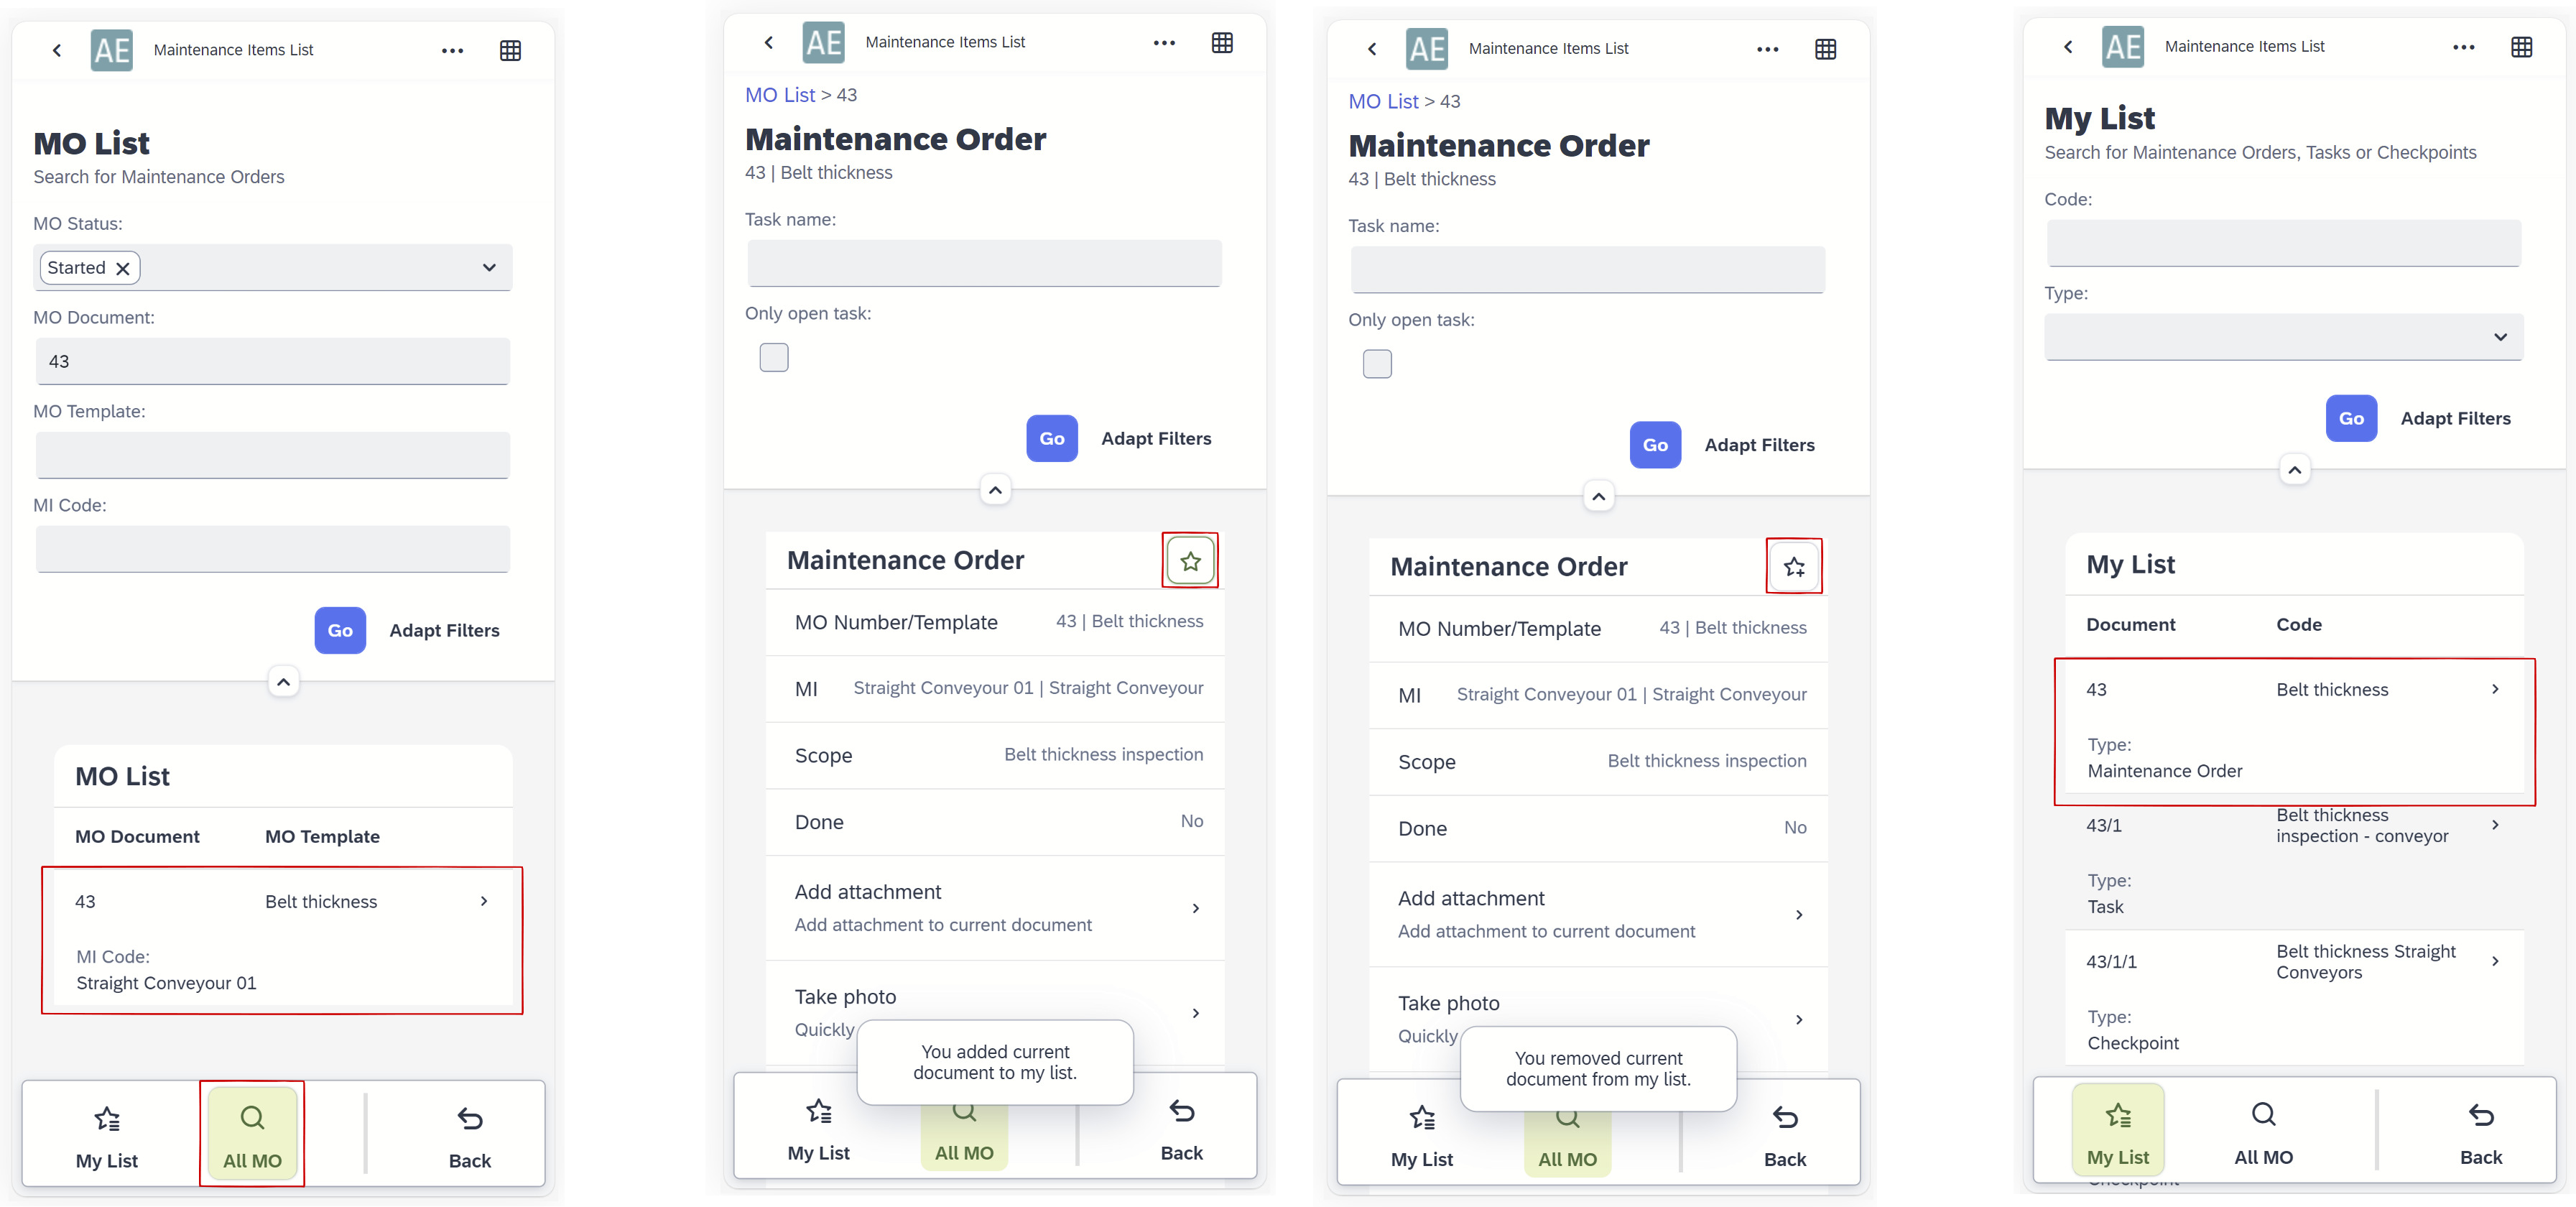 AE Maintenance Items List
MO List
Search for Maintenance Orders
MO Status:
Started
MO Document:
43
MO Template:
MI Code:
Go Adapt Filters
MO List
MO Document MO Template
43 Belt thickness
MI Code:
Straight Conveyour 01
My List All MO Back
AE Maintenance Items List
MO List > 43
Maintenance Order
43 | Belt thickness
Task name:
Only open task:
Go Adapt Filters
Maintenance Order
MO Number/Template 43 | Belt thickness
MI Straight Conveyour 01 | Straight Conveyour
Scope Belt thickness inspection
Done No
Add attachment
Add attachment to current document
Take photo
Quickly
You added current
document to my list.
My List All MO Back
AE Maintenance Items List
MO List > 43
Maintenance Order
43 | Belt thickness
Task name:
Only open task:
Go Adapt Filters
Maintenance Order
MO Number/Template 43 | Belt thickness
MI Straight Conveyour 01 | Straight Conveyour
Scope Belt thickness inspection
Done No
Add attachment
Add attachment to current document
Take photo
Quickly
You removed current
document from my list.
My List All MO Back
AE Maintenance Items List
My List
Search for Maintenance Orders, Tasks or Checkpoints
Code:
Type:
Go Adapt Filters
My List
Document Code
43 Belt thickness
Type:
Maintenance Order
43/1 Belt thickness
inspection - conveyor
Type:
Task
43/1/1 Belt thickness Straight
Conveyors
Type:
Checkpoint
My List All MO Back